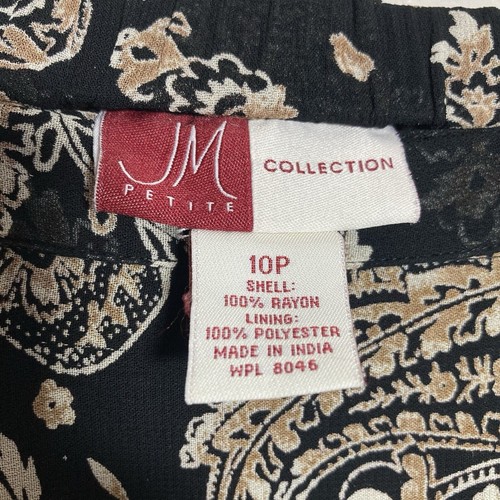 JM
PETITE
COLLECTION
10P
SHELL:
100% RAYON
LINING:
100% POLYESTER
MADE IN INDIA
WPL 8046